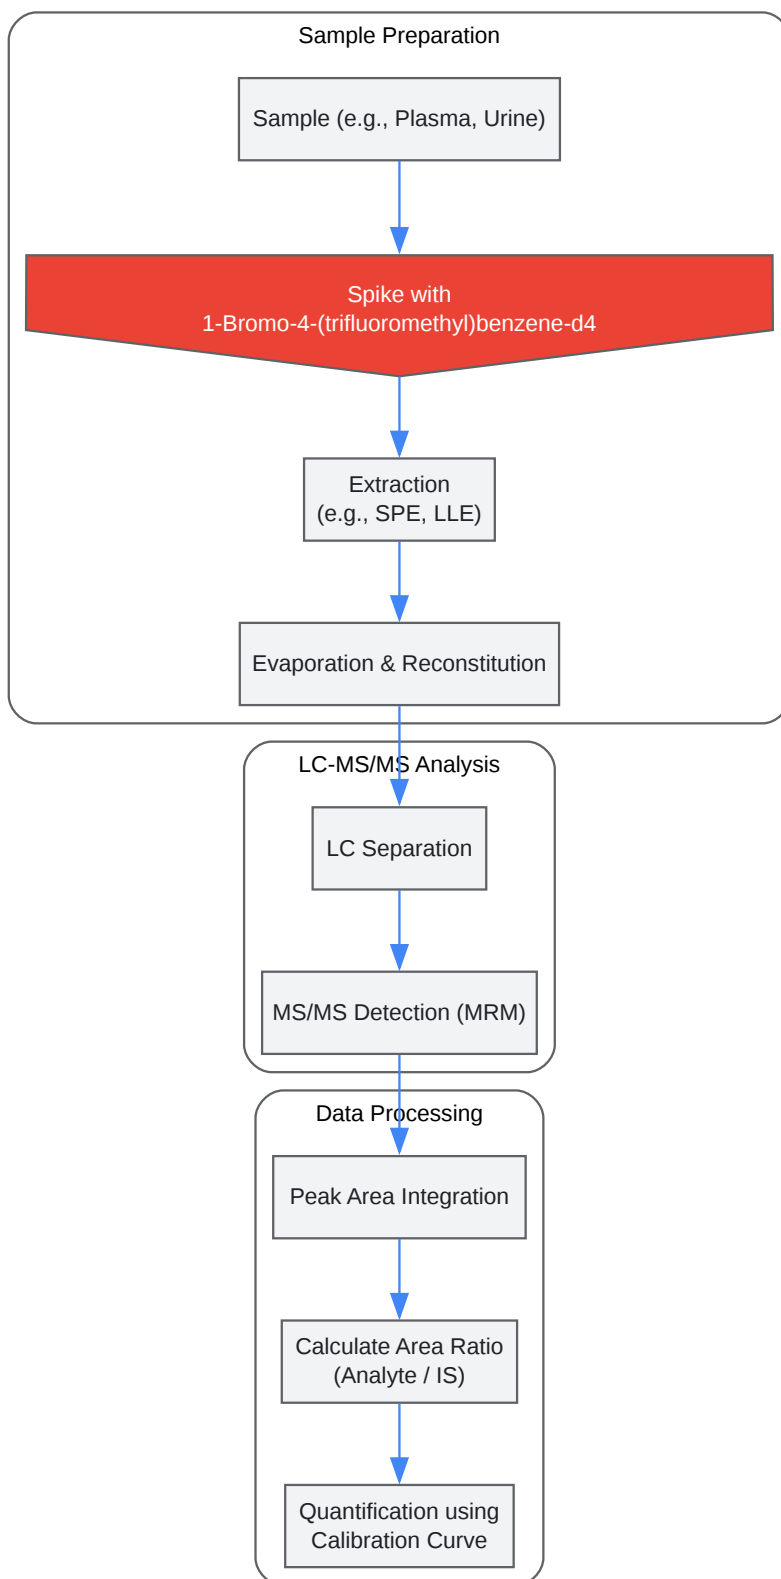 Sample Preparation
Sample (e.g., Plasma, Urine)
Spike with
1-Bromo-4-(trifluoromethyl)benzene-d4
Extraction
(e.g., SPE, LLE)
Evaporation & Reconstitution
LC-MS/MS Analysis
LC Separation
MS/MS Detection (MRM)
Data Processing
Peak Area Integration
Calculate Area Ratio
(Analyte / IS)
Quantification using
Calibration Curve